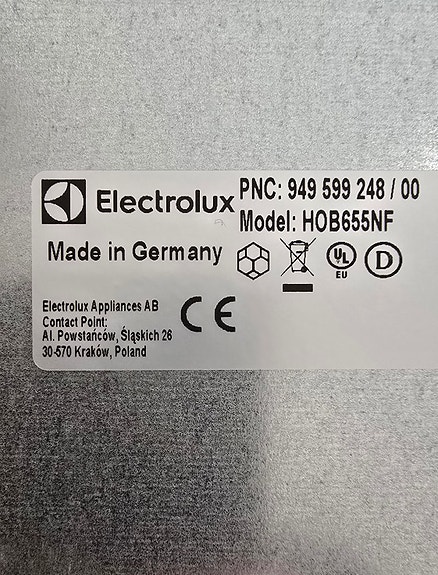 Electrolux
PNC: 949 599 248 / 00
Model: HOB655NF
Made in Germany
UL
EU
D
Electrolux Appliances AB
Contact Point:
Al. Powstańców, Śląskich 26
30-570 Kraków, Poland
CE